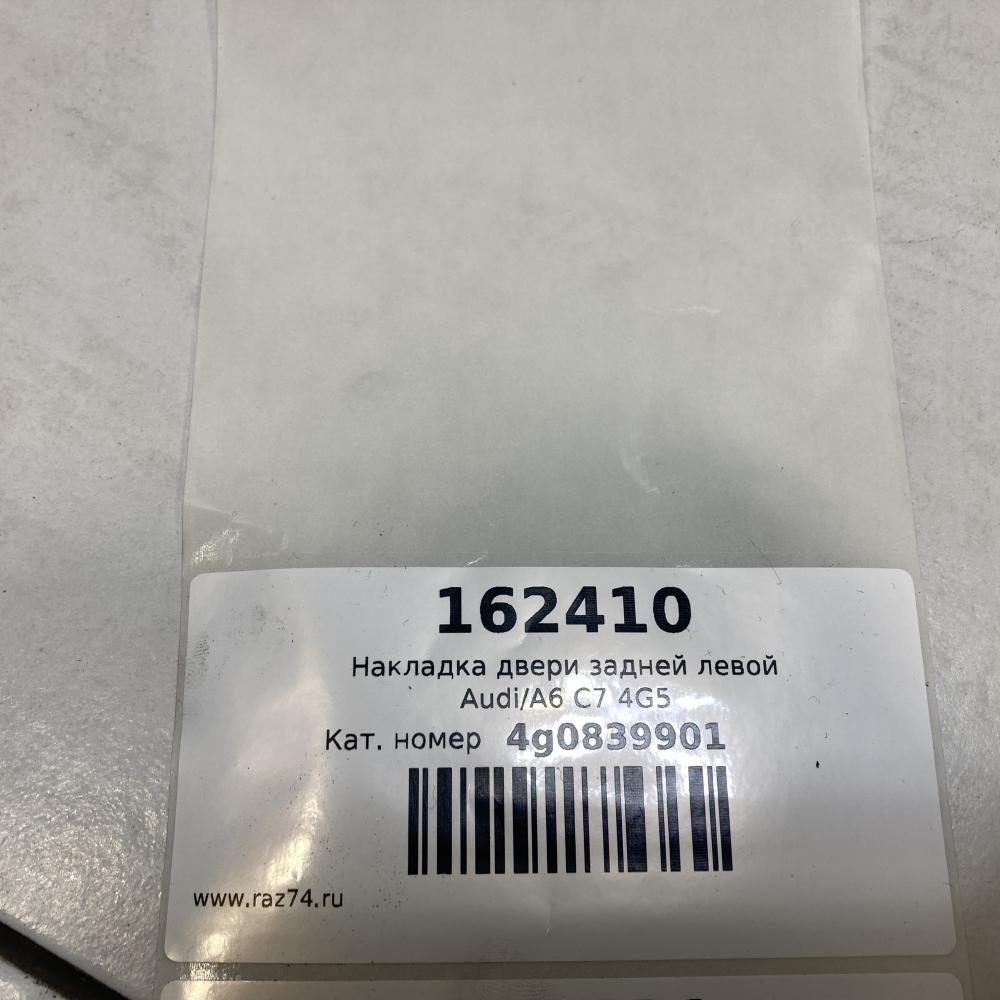 162410
Накладка двери задней левой
Audi/A6 C7 4G5
Кат. номер 4g0839901
www.raz74.ru